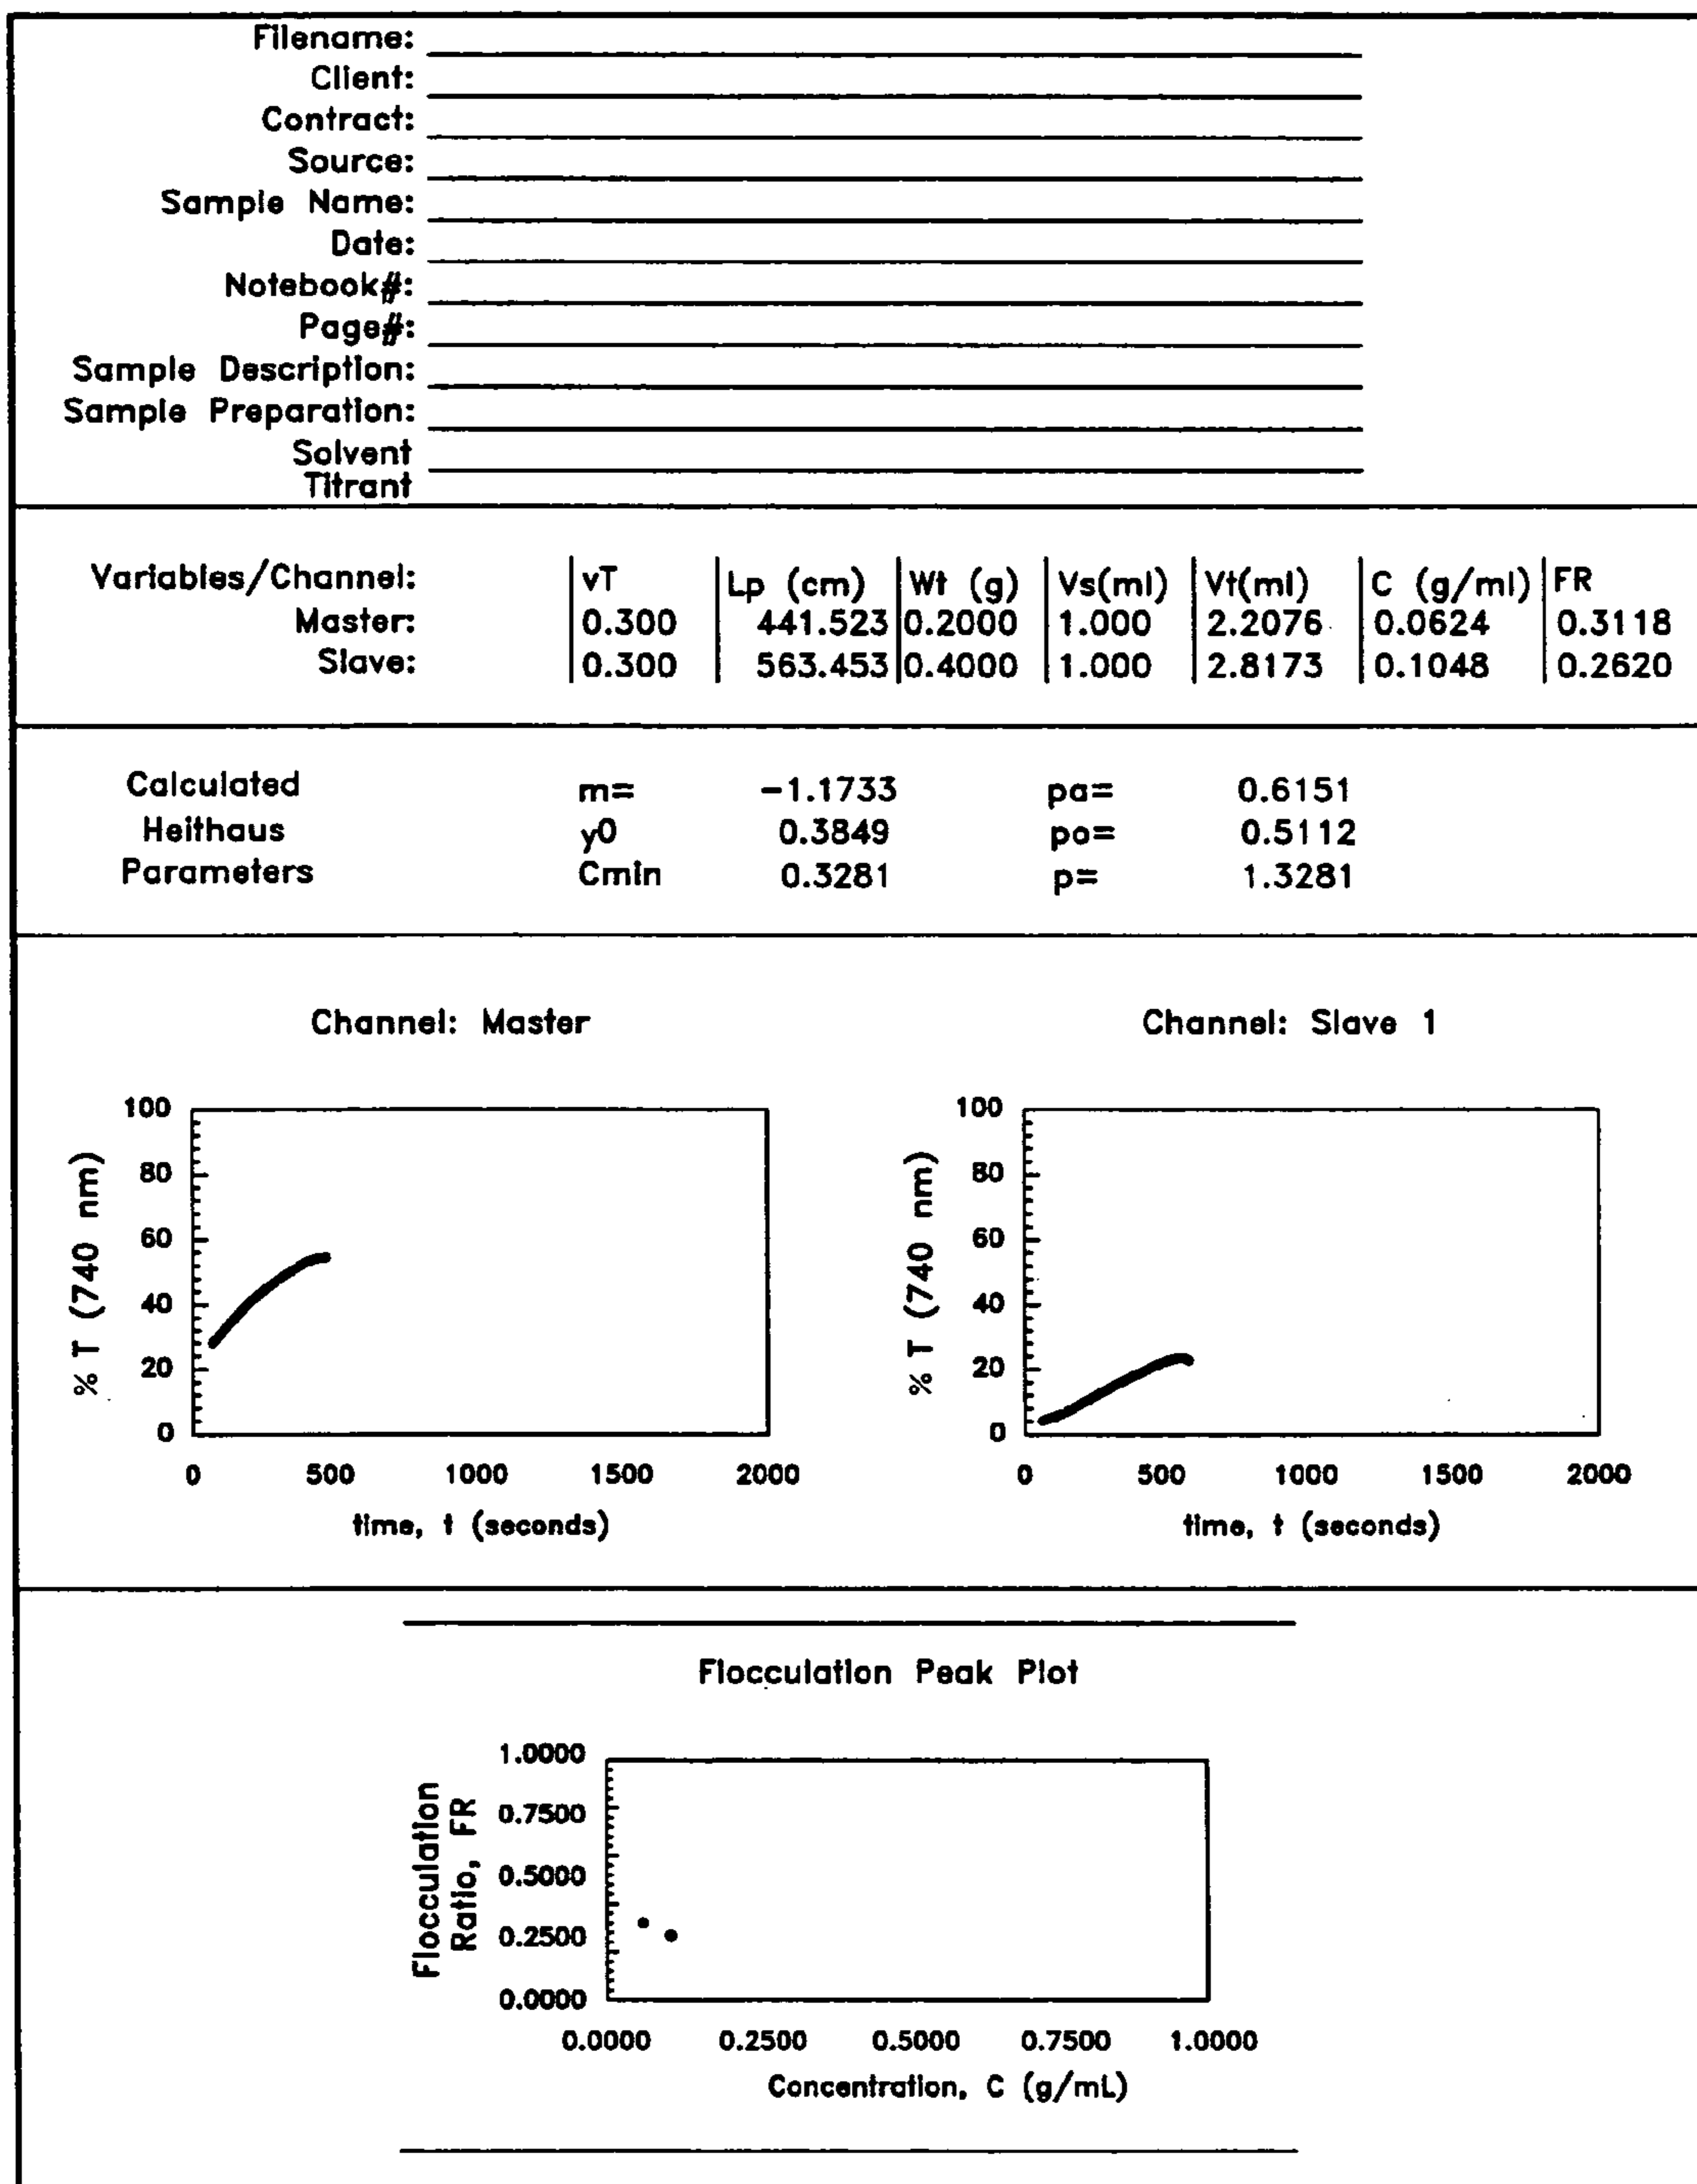 Filename:
Client:
Contract:
Source:
Sample Name:
Date:
Notebook#:
Page#:
Sample Description:
Sample Preparation:
Solvent
Titrant
Variables/Channel: vT Lp (cm) Wt (g) Vs(ml) Vt(ml) C (g/ml) FR
Master: 0.300 441.523 0.2000 1.000 2.2076 0.0624 0.3118
Slave: 0.300 563.453 0.4000 1.000 2.8173 0.1048 0.2620
Calculated m= -1.1733 pa= 0.6151
Heithaus y0 0.3849 po= 0.5112
Parameters Cmin 0.3281 p= 1.3281
Channel: Master
100
80
60
40
20
0
% T (740 nm)
0 500 1000 1500 2000
time, t (seconds)
Channel: Slave 1
100
80
60
40
20
0
% T (740 nm)
0 500 1000 1500 2000
time, t (seconds)
Flocculation Peak Plot
1.0000
0.7500
0.5000
0.2500
0.0000
Flocculation
Ratio, FR
0.0000 0.2500 0.5000 0.7500 1.0000
Concentration, C (g/mL)